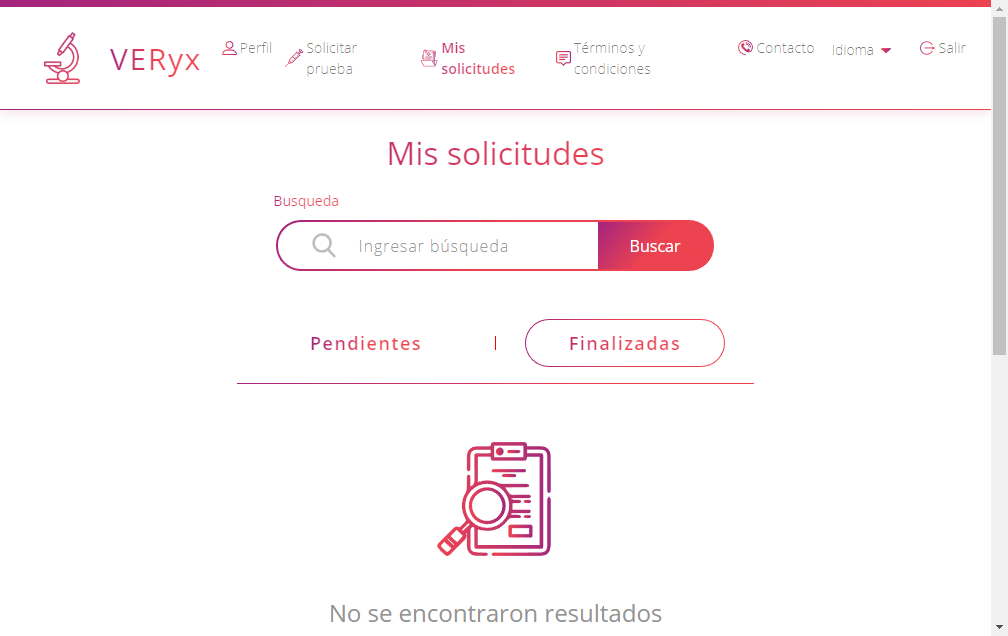 VERyx
Perfil
Solicitar
prueba
Mis
solicitudes
Términos y
condiciones
Contacto
Idioma
Salir
Mis solicitudes
Busqueda
Ingresar búsqueda
Buscar
Pendientes
|
Finalizadas
No se encontraron resultados